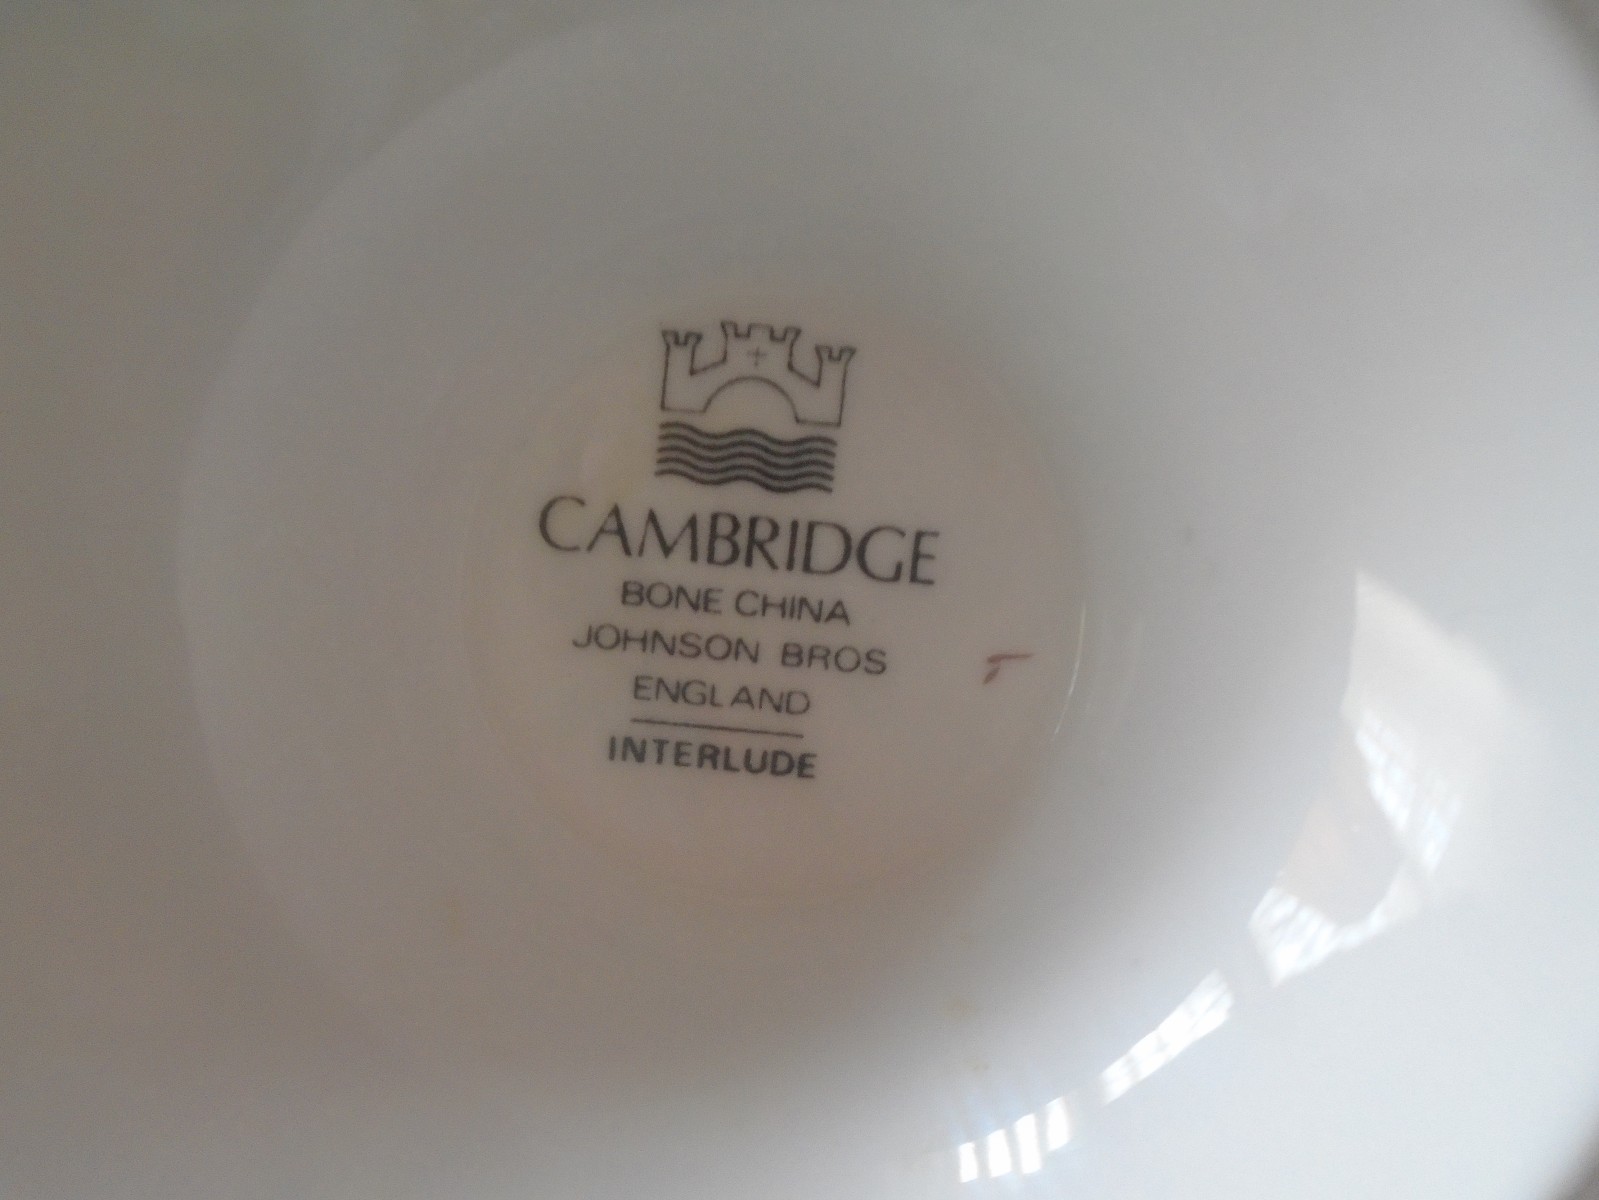 CAMBRIDGE
BONE CHINA
JOHNSON BROS
ENGLAND
INTERLUDE